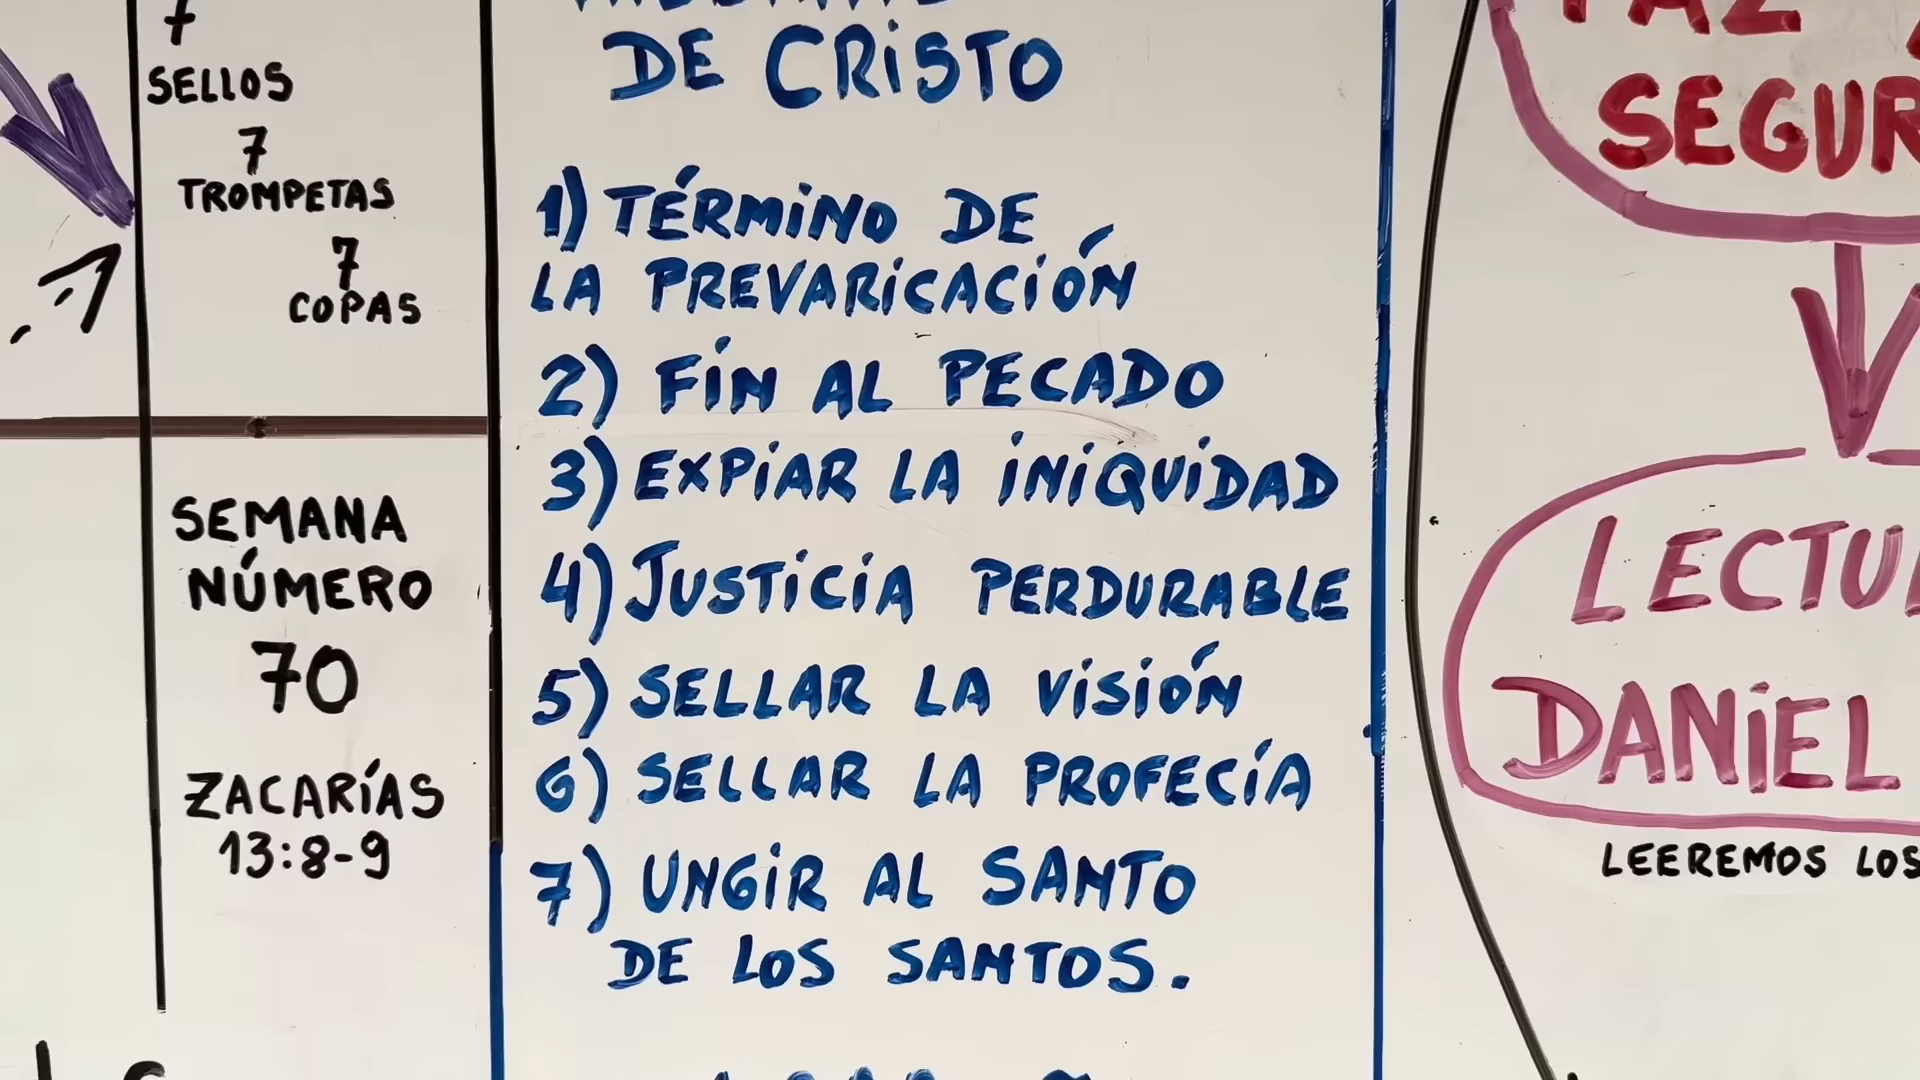 7
SELLOS
7
TROMPETAS
7
COPAS
SEMANA
NÚMERO
70
ZACARÍAS
13:8-9
DE CRISTO
1) TÉRMINO DE
LA PREVARICACIÓN
2) FIN AL PECADO
3) EXPIAR LA INIQUIDAD
4) JUSTICIA PERDURABLE
5) SELLAR LA VISIÓN
6) SELLAR LA PROFECÍA
7) UNGIR AL SANTO
DE LOS SANTOS.
PAZ
SEGUR
LECTU
DANIEL
LEEREMOS LOS